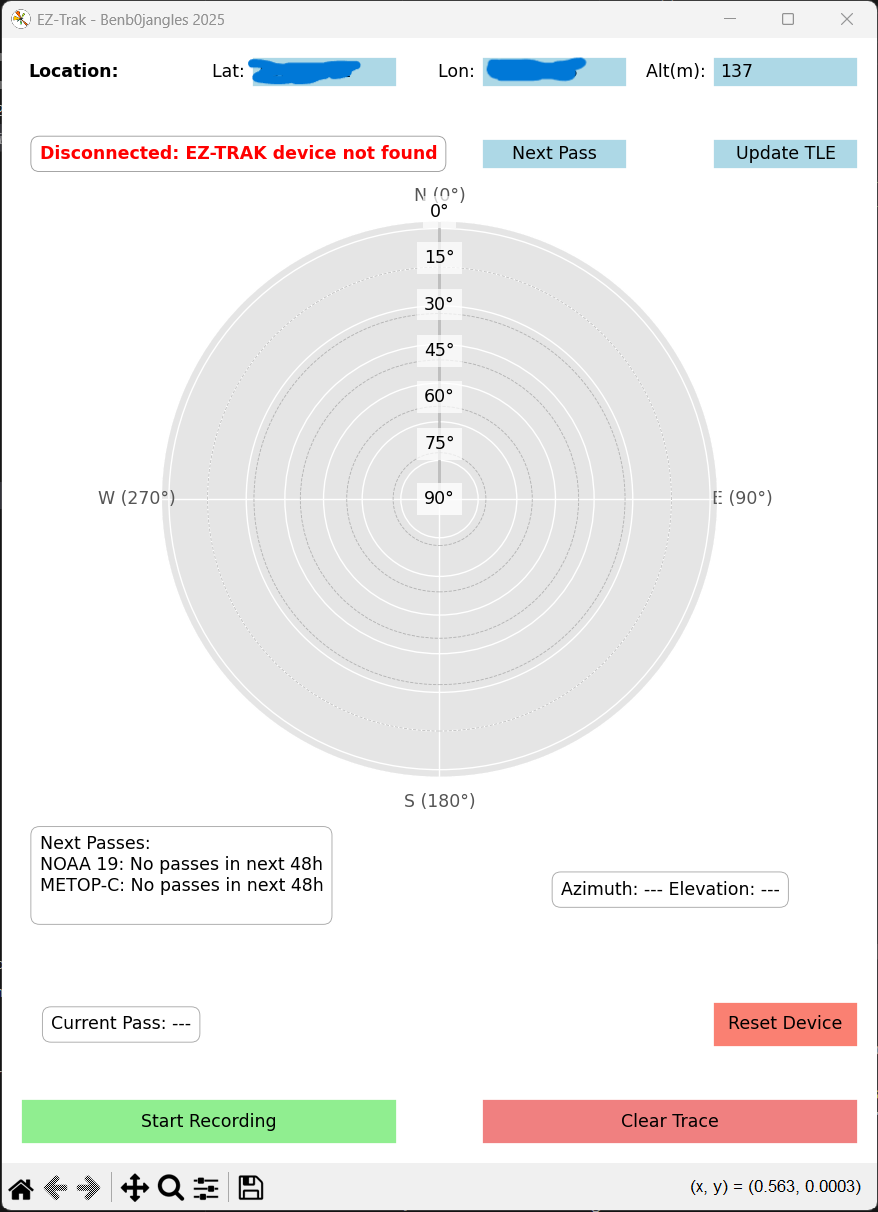 EZ-Trak - Benb0jangles 2025
Location: Lat: Lon: Alt(m): 137
Disconnected: EZ-TRAK device not found Next Pass Update TLE
N (0°)
0°
15°
30°
45°
60°
75°
W (270°) 90° E (90°)
S (180°)
Next Passes:
NOAA 19: No passes in next 48h
METOP-C: No passes in next 48h
Azimuth: --- Elevation: ---
Current Pass: --- Reset Device
Start Recording Clear Trace
(x, y) = (0.563, 0.0003)